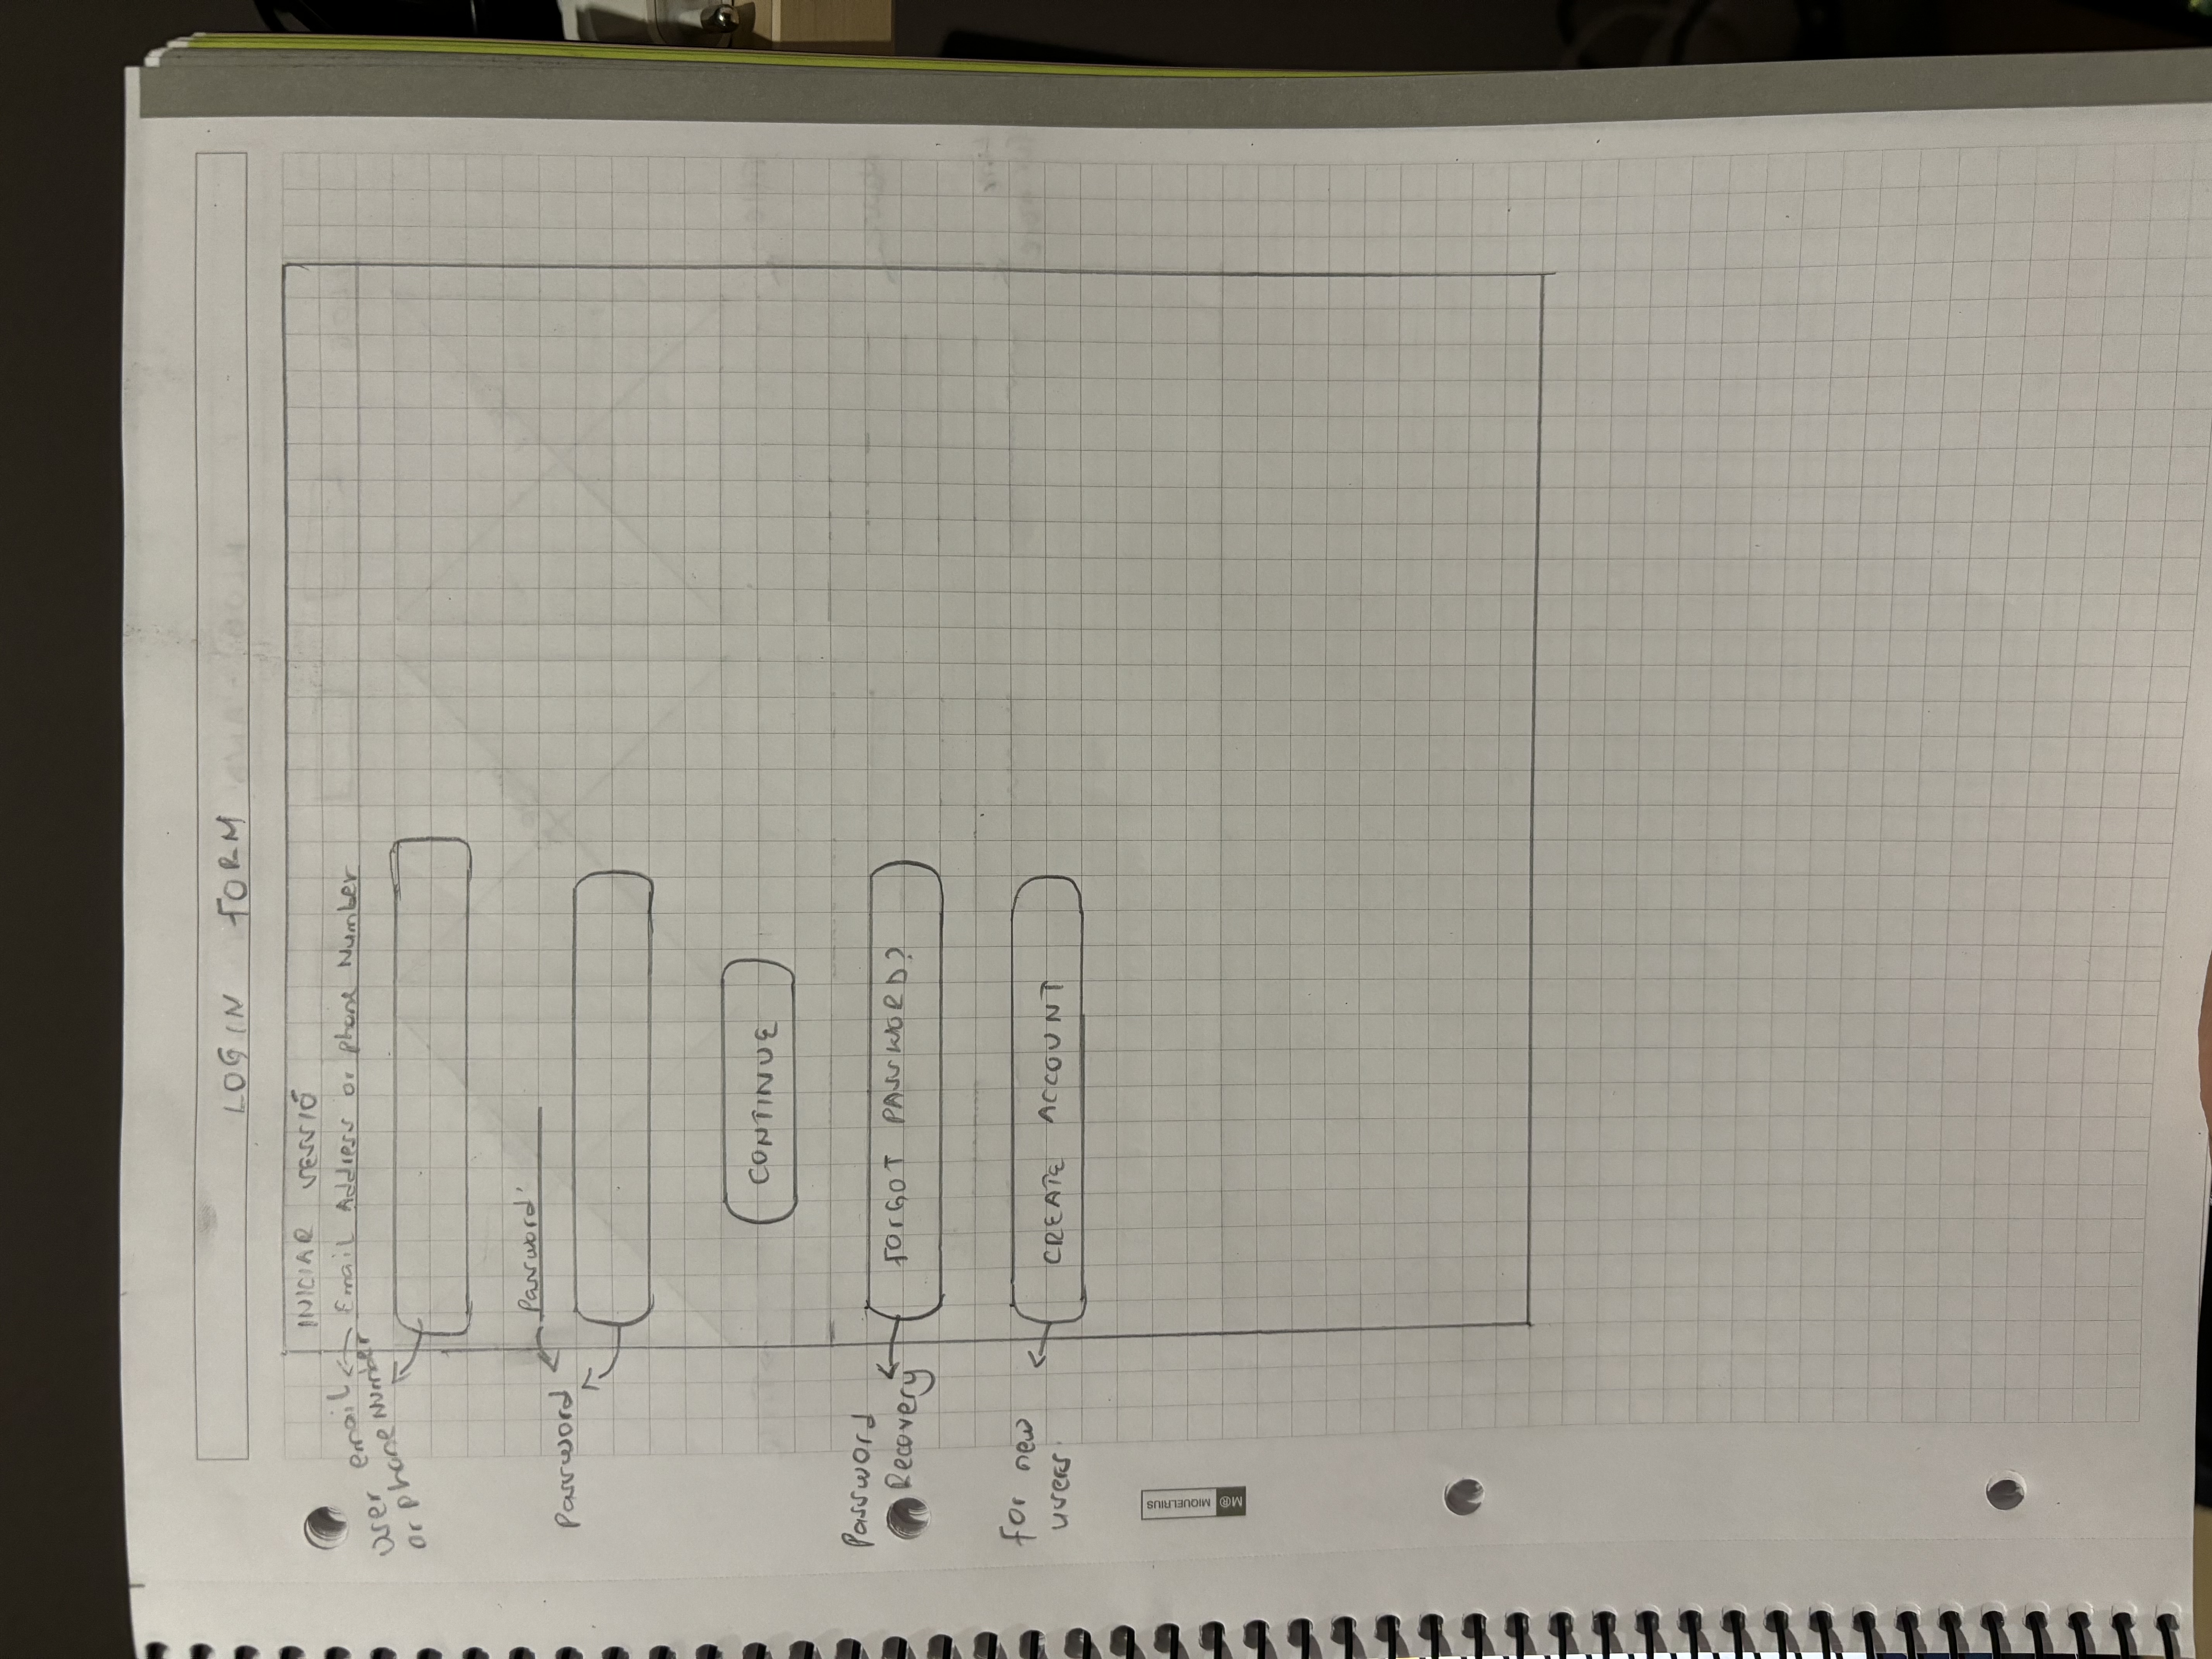 LOGIN FORM
INICIAR SESSIÓ
Email Address or phone Number
User email
or phone Number
Password
Password
CONTINUE
Password
Recovery
FORGOT PASSWORD?
for new
users
CREATE ACCOUNT
M® MIQUELRIUS